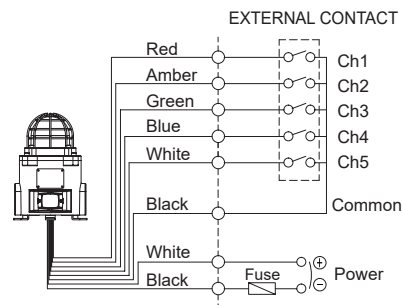 EXTERNAL CONTACT
Red
Ch1
Amber
Ch2
Green
Ch3
Blue
Ch4
White
Ch5
Black
Common
White
Black
Fuse
Power